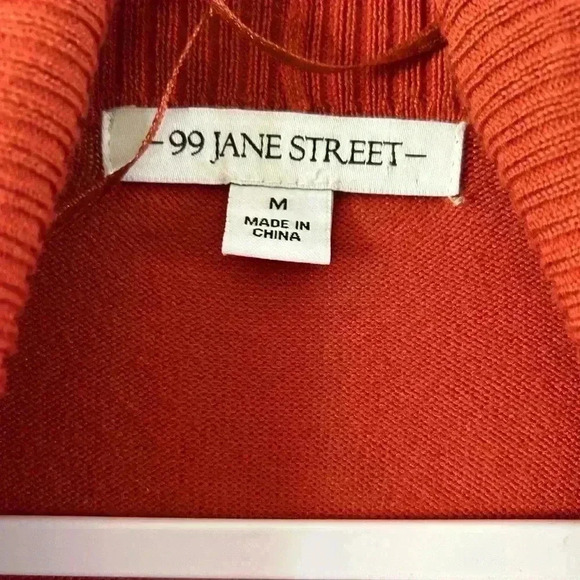 -99 JANE STREET-
M
MADE IN
CHINA